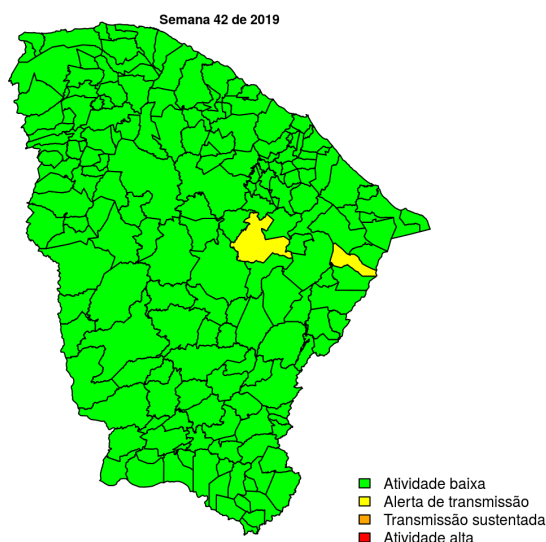 Semana 42 de 2019
Atividade baixa
Alerta de transmissão
Transmissão sustentada
Atividade alta